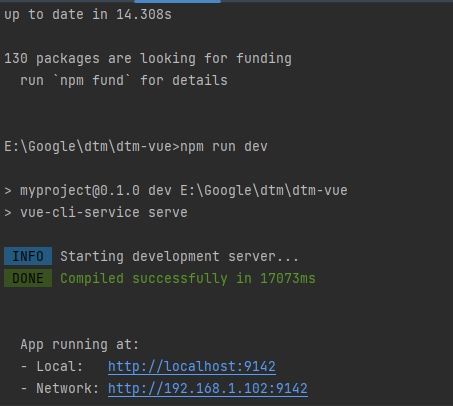 up to date in 14.308s
130 packages are looking for funding
run `npm fund` for details
E:\Google\dtm\dtm-vue>npm run dev
> myproject@0.1.0 dev E:\Google\dtm\dtm-vue
> vue-cli-service serve
INFO Starting development server...
DONE Compiled successfully in 17073ms
App running at:
- Local: http://localhost:9142
- Network: http://192.168.1.102:9142